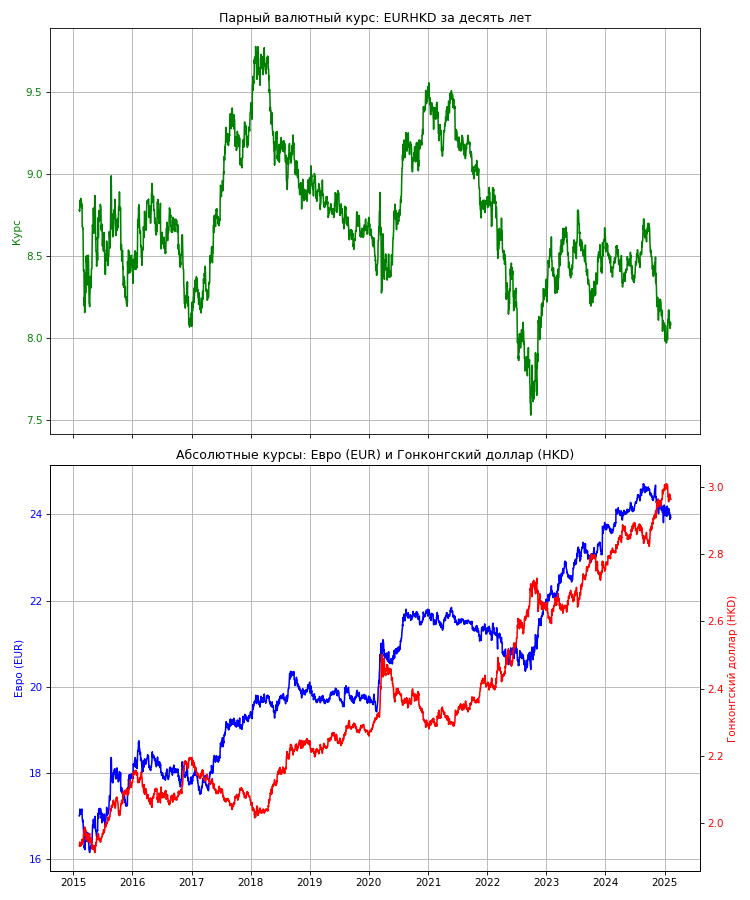 Парный валютный курс: EURHKD за десять лет
9.5
9.0
8.5
8.0
7.5
Курс
Абсолютные курсы: Евро (EUR) и Гонконгский доллар (HKD)
24
22
20
18
16
Евро (EUR)
3.0
2.8
2.6
2.4
2.2
2.0
Гонконгский доллар (HKD)
2015 2016 2017 2018 2019 2020 2021 2022 2023 2024 2025